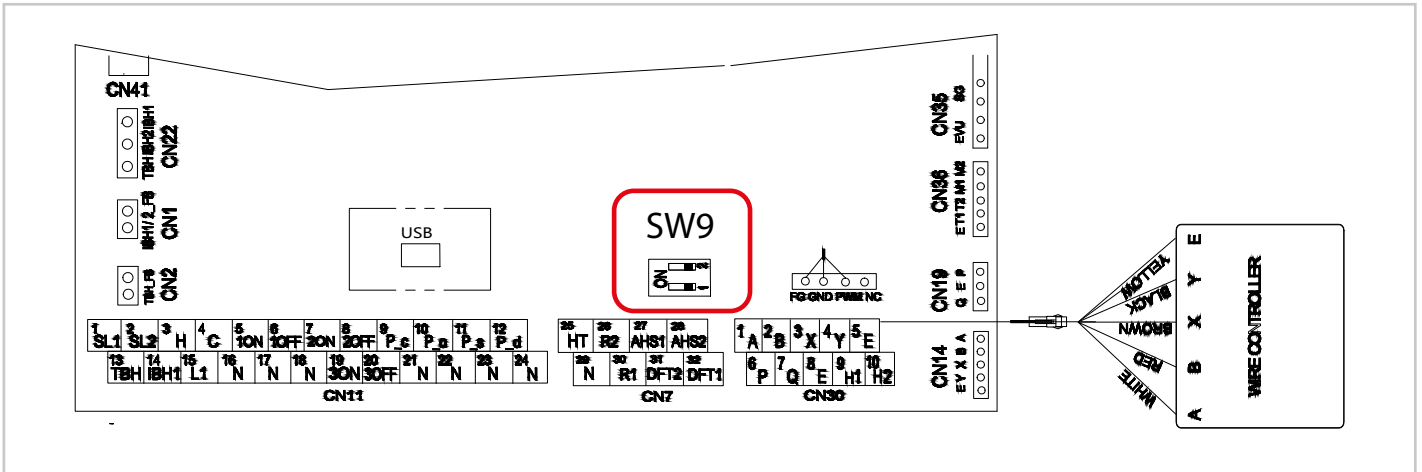 CN41
TBH IBH2 IBH1
CN22
IBH1/2_FB
CN1
TBH_FB
CN2
USB
SW9
ON
FG GND PWM NC
CN35
EVU SG
CN36
ET1 T2 M1 M2
CN19
Q E P
CN14
E Y X B A
1 2 3 4 5 6 7 8 9 10 11 12
SL1 SL2 H C 1ON 1OFF 2ON 2OFF P_c P_o P_s P_d
13 14 15 16 17 18 19 20 21 22 23 24
TBH IBH1 L1 N N N 3ON 3OFF N N N N
CN11
25 26 27 28
HT R2 AHS1 AHS2
29 30 31 32
N R1 DFT2 DFT1
CN7
1 2 3 4 5
A B X Y E
6 7 8 9 10
P Q E H1 H2
CN30
YELLOW
BLACK
BROWN
RED
WHITE
E
Y
X
B
A
WIRE CONTROLLER